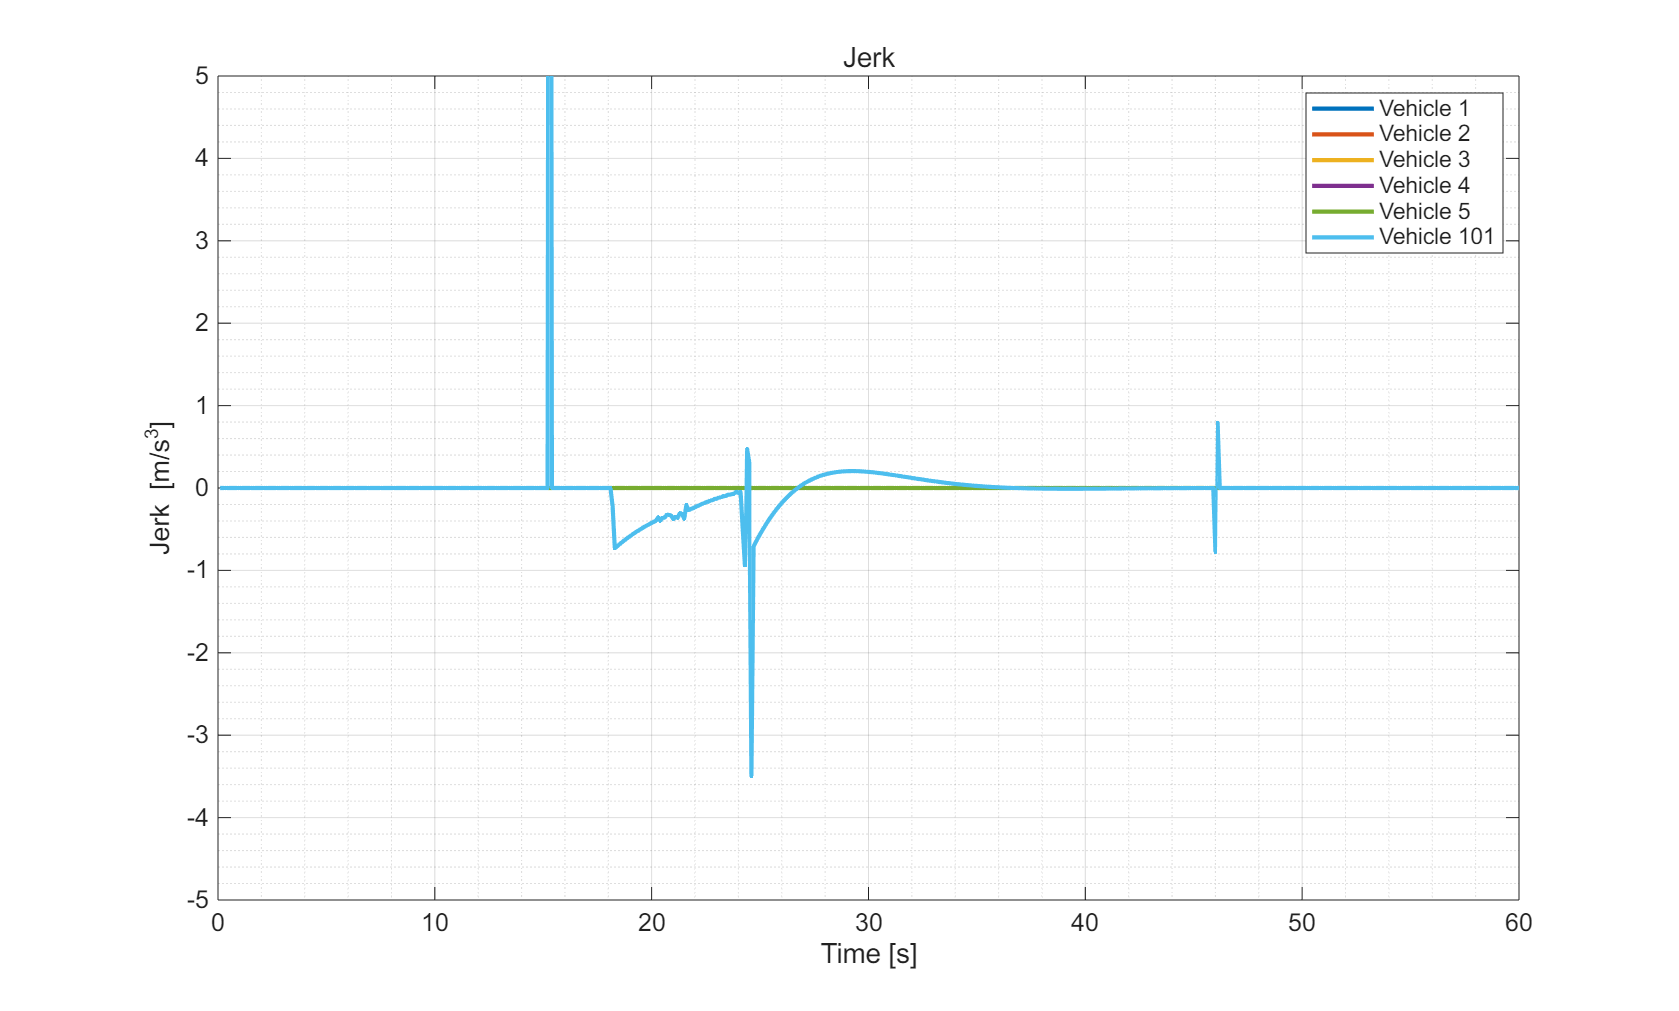 Jerk
5
4
3
2
1
0
-1
-2
-3
-4
-5
Jerk [m/s³]
0 10 20 30 40 50 60
Time [s]
Vehicle 1
Vehicle 2
Vehicle 3
Vehicle 4
Vehicle 5
Vehicle 101